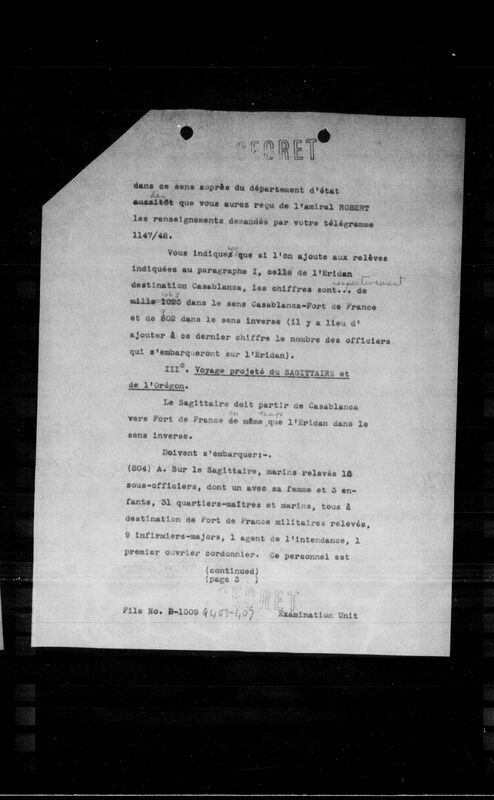 SECRET
dans ce sens auprès du département d'état
dès
aussitôt que vous aurez reçu de l'amiral ROBERT
les renseignements demandés par votre télégramme
1147/48.
Vous indiquez que si l'on ajoute aux relèves
indiquées au paragraphe I, celle de l'Eridan
respectivement
destination Casablanca, les chiffres sont... de
1063
mille 1025 dans le sens Casablanca-Fort de France
9
et de 802 dans le sens inverse (il y a lieu d'
ajouter à ce dernier chiffre le nombre des officiers
qui s'embarqueront sur l'Eridan).
III°. Voyage projeté du SAGITTAIRE et
de l'Orégon.
Le Sagittaire doit partir de Casablanca
en temps
vers Fort de France de même que l'Eridan dans le
sens inverse.
Doivent s'embarquer:-.
(804) A. Sur le Sagittaire, marins relevés 18
sous-officiers, dont un avec sa femme et 3 en-
fants, 31 quartiers-maîtres et marins, tous à
destination de Fort de France militaires relevés,
9 infirmiers-majors, 1 agent de l'intendance, 1
premier ouvrier cordonnier. Ce personnel est
(continued)
(page 3 )
SECRET
File No. B-1009 4406-407 Examination Unit